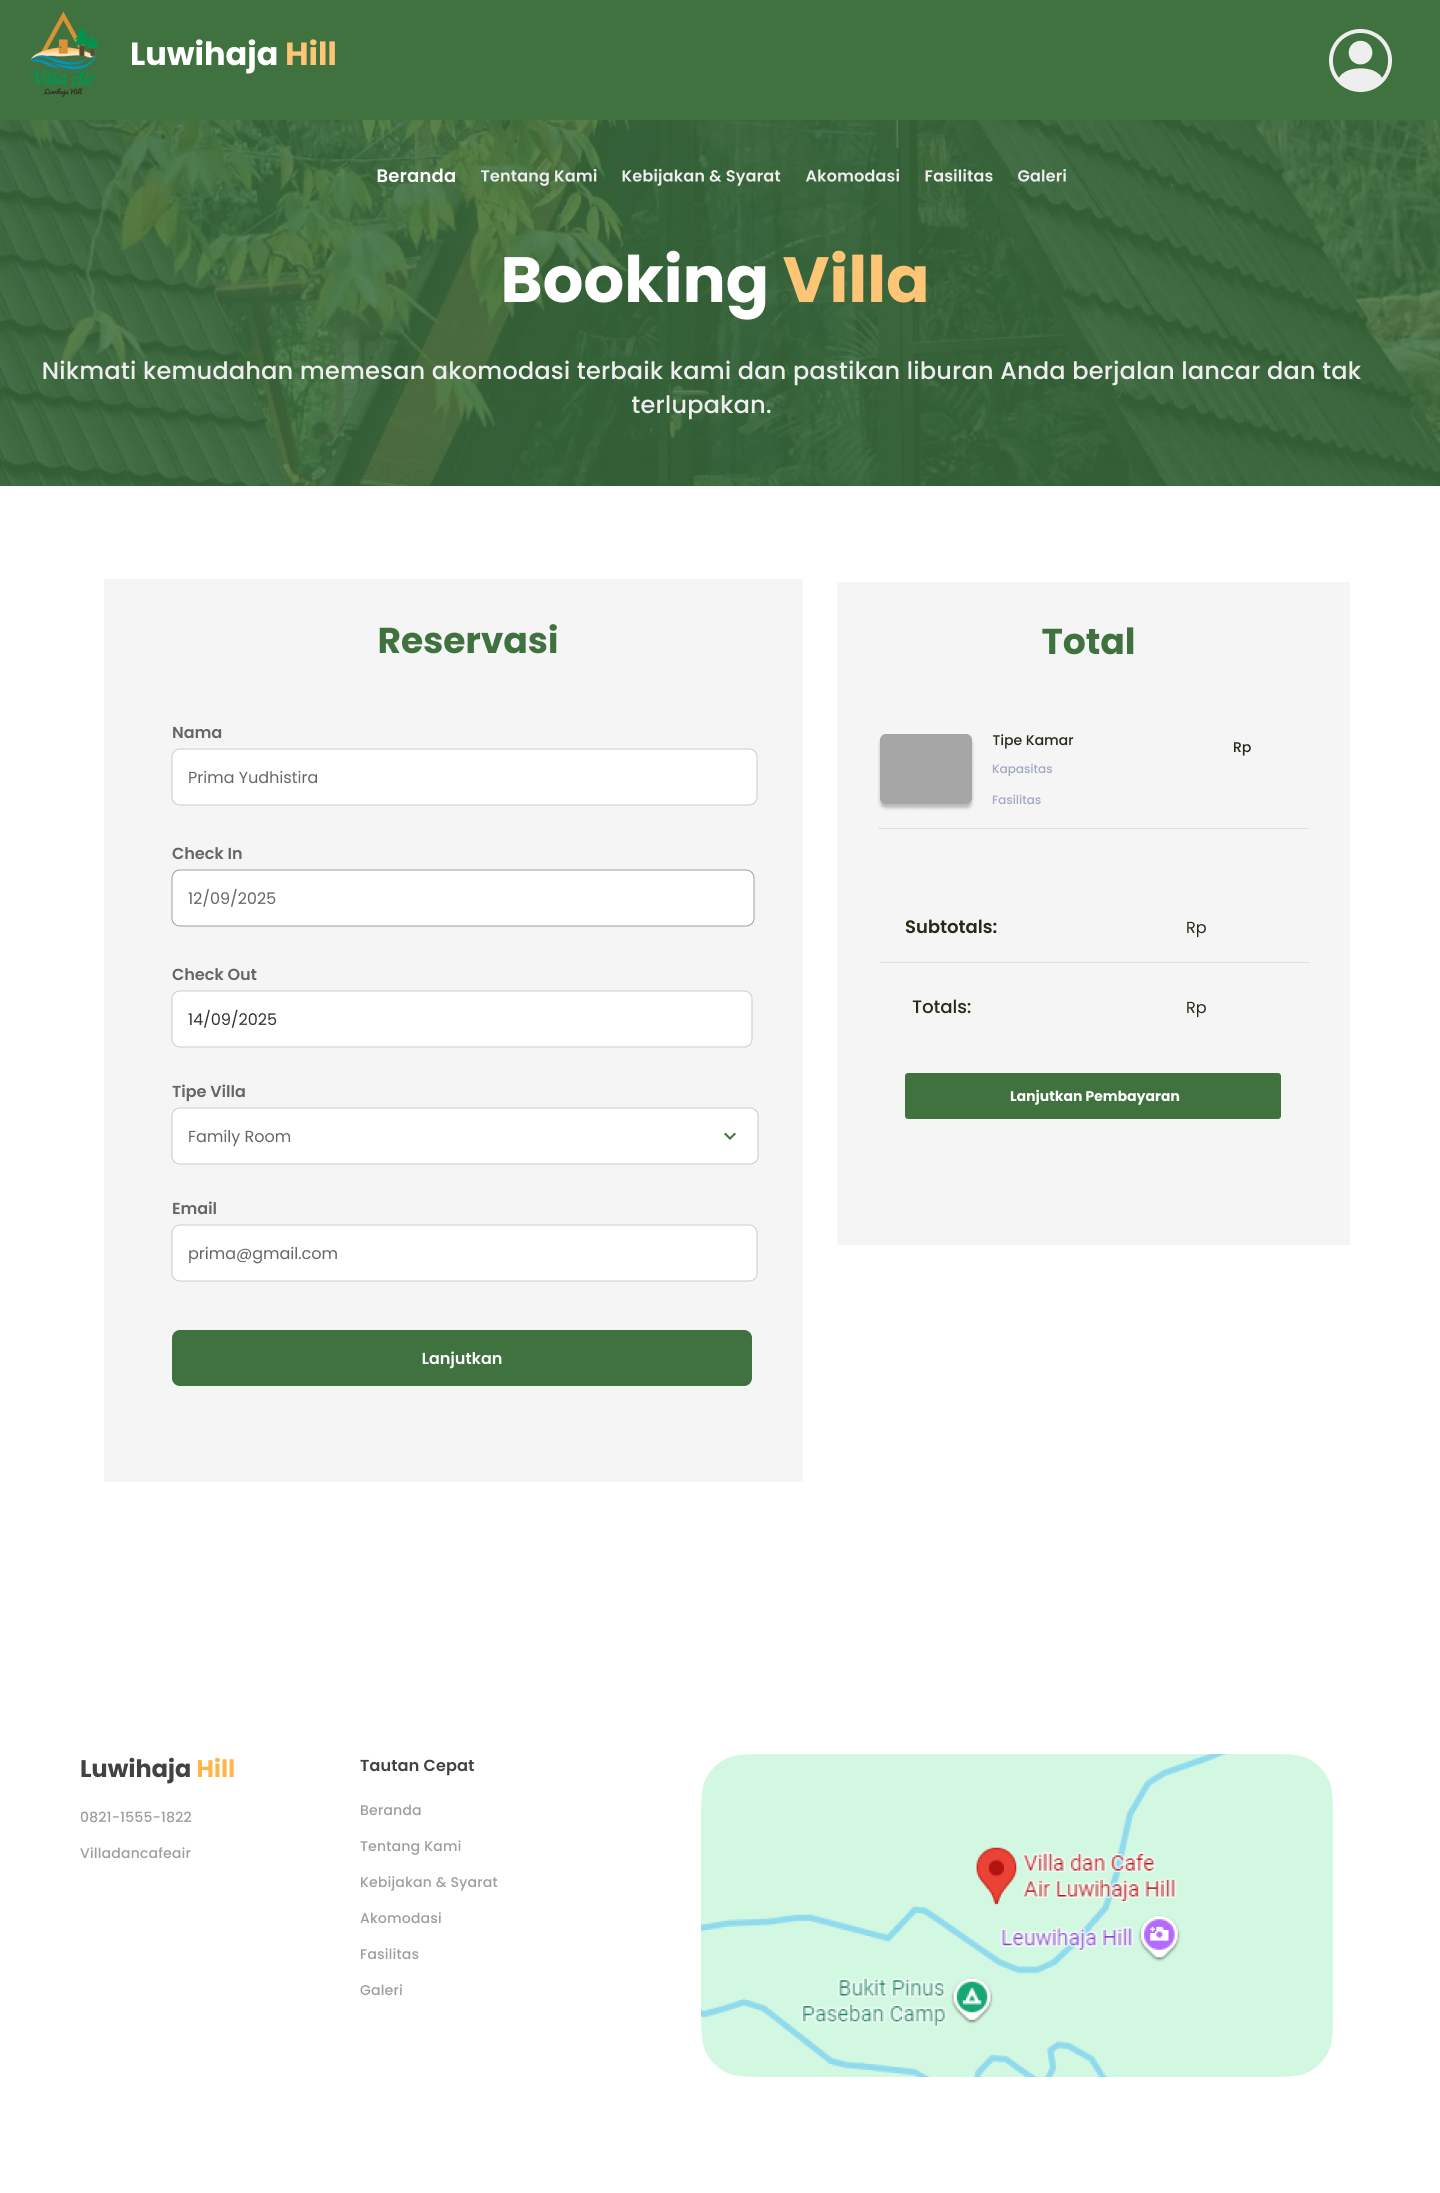 Villa Air
Luwihaja Hill
Luwihaja Hill
Beranda Tentang Kami Kebijakan & Syarat Akomodasi Fasilitas Galeri
Booking Villa
Nikmati kemudahan memesan akomodasi terbaik kami dan pastikan liburan Anda berjalan lancar dan tak
terlupakan.
Reservasi
Nama
Prima Yudhistira
Check In
12/09/2025
Check Out
14/09/2025
Tipe Villa
Family Room
Email
prima@gmail.com
Lanjutkan
Total
Tipe Kamar
Rp
Kapasitas
Fasilitas
Subtotals: Rp
Totals: Rp
Lanjutkan Pembayaran
Luwihaja Hill
0821-1555-1822
Villadancafeair
Tautan Cepat
Beranda
Tentang Kami
Kebijakan & Syarat
Akomodasi
Fasilitas
Galeri
Villa dan Cafe
Air Luwihaja Hill
Leuwihaja Hill
Bukit Pinus
Paseban Camp